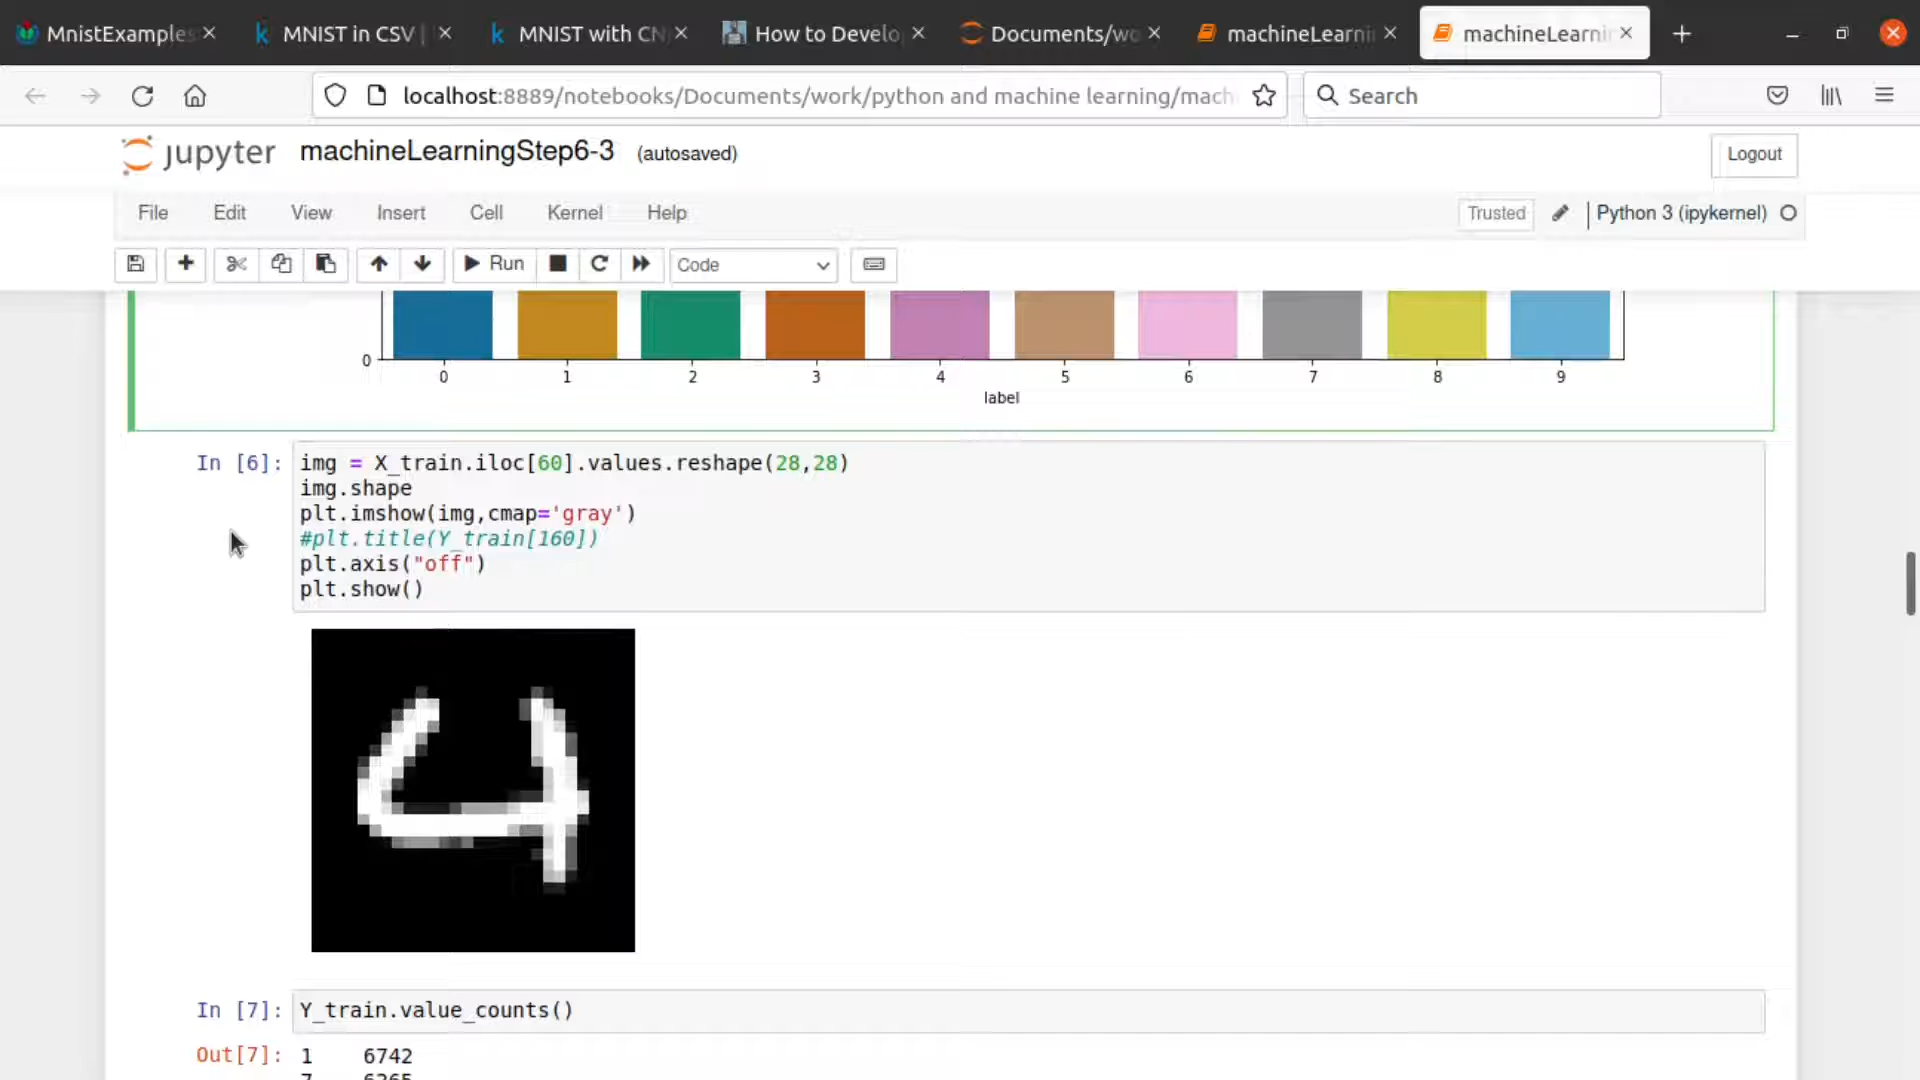 MnistExamples
MNIST in CSV |
MNIST with CN
How to Develo
Documents/wo
machineLearni
machineLearni
localhost:8889/notebooks/Documents/work/python and machine learning/mach
Search
jupyter machineLearningStep6-3 (autosaved)
Logout
File Edit View Insert Cell Kernel Help
Trusted
Python 3 (ipykernel)
Run
Code
0
0 1 2 3 4 5 6 7 8 9
label
In [6]: img = X_train.iloc[60].values.reshape(28,28)
img.shape
plt.imshow(img,cmap='gray')
#plt.title(Y_train[160])
plt.axis("off")
plt.show()
4
In [7]: Y_train.value_counts()
Out[7]: 1 6742
7 6265